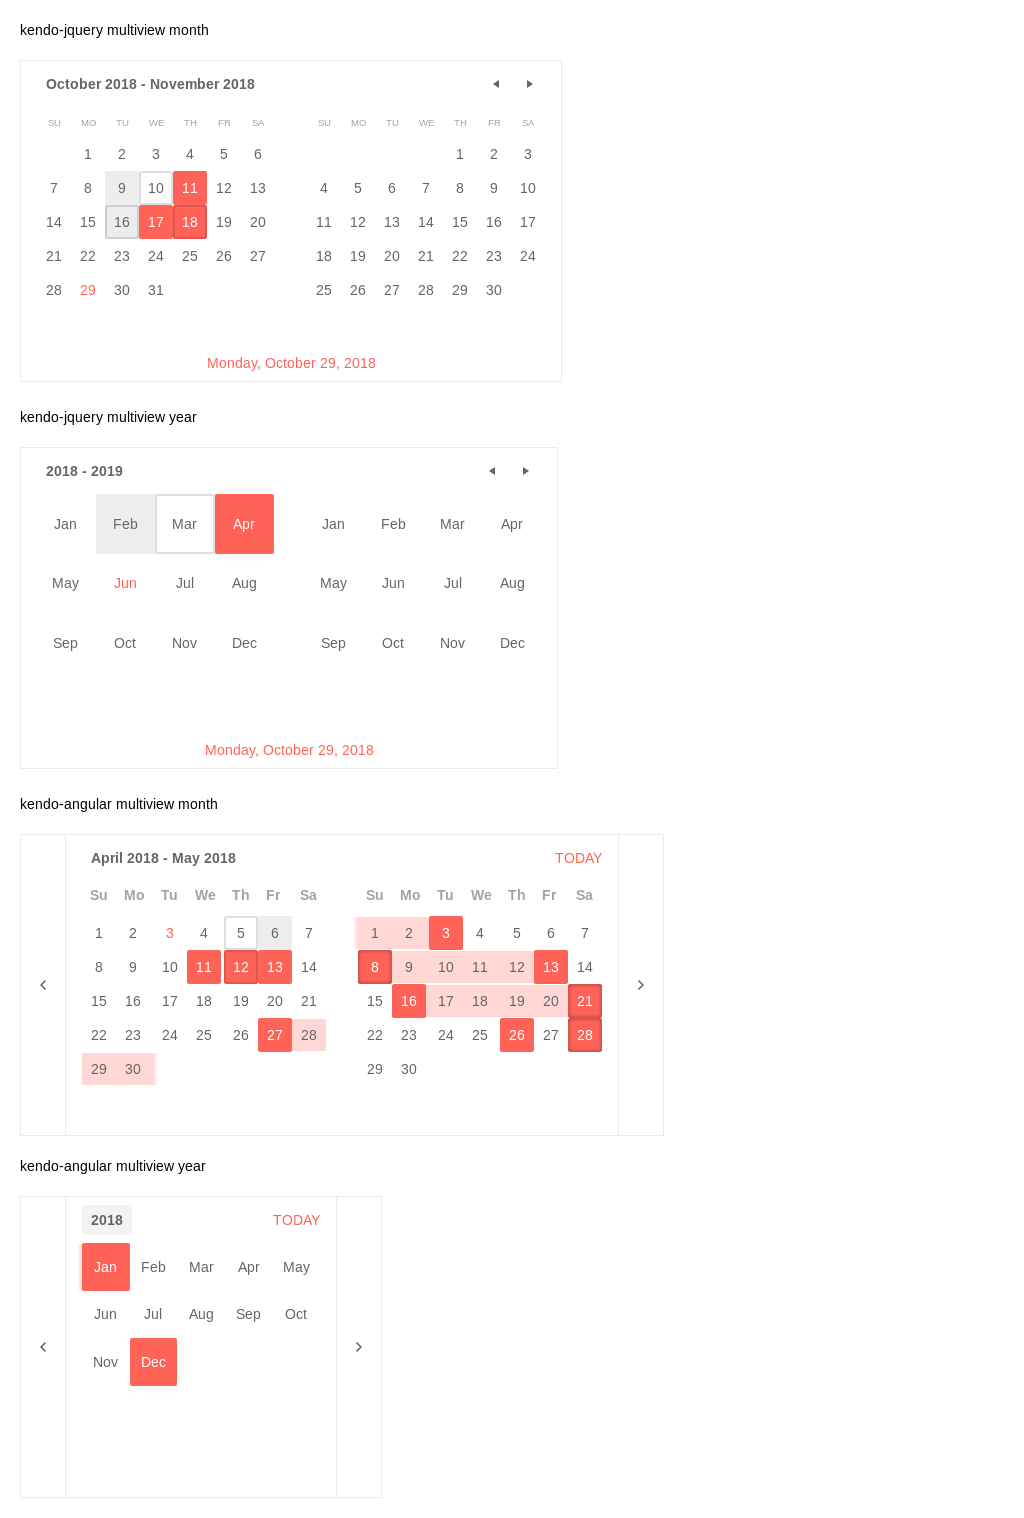 kendo-jquery multiview month
October 2018 - November 2018
SU MO TU WE TH FR SA SU MO TU WE TH FR SA
1 2 3 4 5 6 1 2 3
7 8 9 10 11 12 13 4 5 6 7 8 9 10
14 15 16 17 18 19 20 11 12 13 14 15 16 17
21 22 23 24 25 26 27 18 19 20 21 22 23 24
28 29 30 31 25 26 27 28 29 30
Monday, October 29, 2018
kendo-jquery multiview year
2018 - 2019
Jan Feb Mar Apr Jan Feb Mar Apr
May Jun Jul Aug May Jun Jul Aug
Sep Oct Nov Dec Sep Oct Nov Dec
Monday, October 29, 2018
kendo-angular multiview month
April 2018 - May 2018 TODAY
Su Mo Tu We Th Fr Sa Su Mo Tu We Th Fr Sa
1 2 3 4 5 6 7 1 2 3 4 5 6 7
8 9 10 11 12 13 14 8 9 10 11 12 13 14
15 16 17 18 19 20 21 15 16 17 18 19 20 21
22 23 24 25 26 27 28 22 23 24 25 26 27 28
29 30 29 30
kendo-angular multiview year
2018 TODAY
Jan Feb Mar Apr May
Jun Jul Aug Sep Oct
Nov Dec